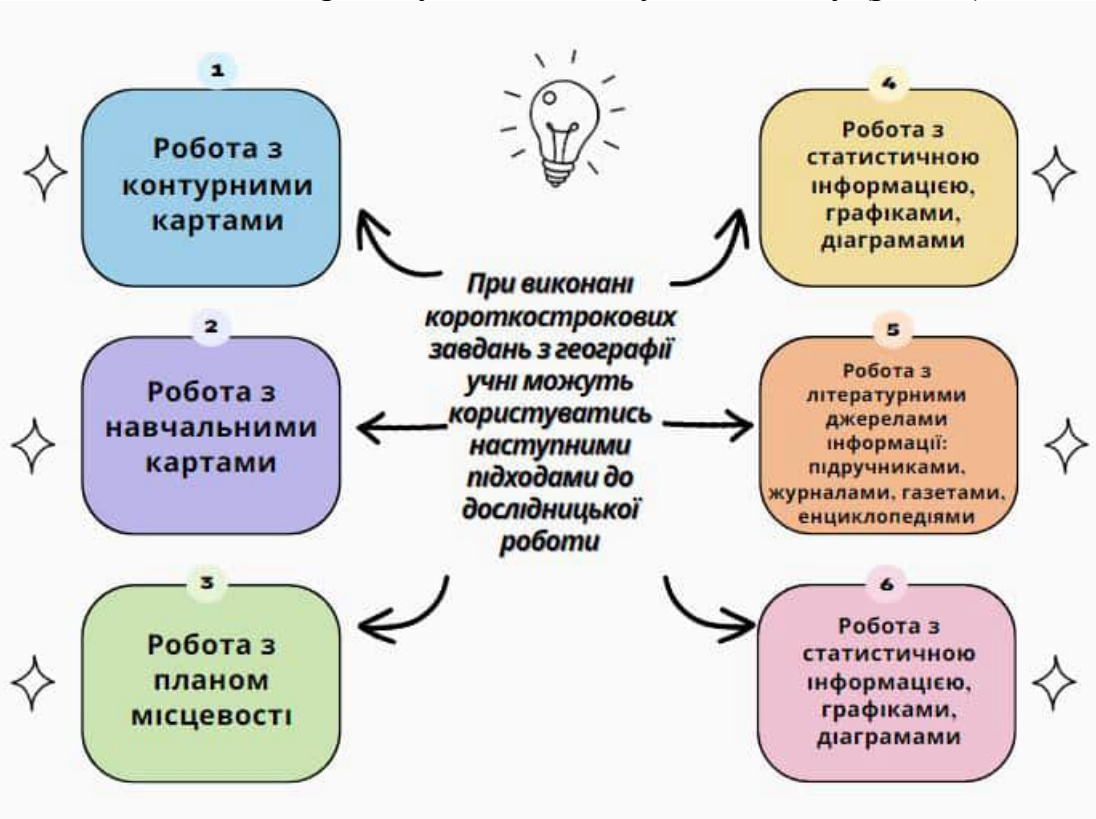 1
Робота з
контурними
картами
2
Робота з
навчальними
картами
3
Робота з
планом
місцевості
При виконані
короткострокових
завдань з географії
учні можуть
користуватись
наступними
підходами до
дослідницької
роботи
4
Робота з
статистичною
інформацією,
графіками,
діаграмами
5
Робота з
літературними
джерелами
інформації:
підручниками,
журналами, газетами,
енциклопедіями
6
Робота з
статистичною
інформацією,
графіками,
діаграмами